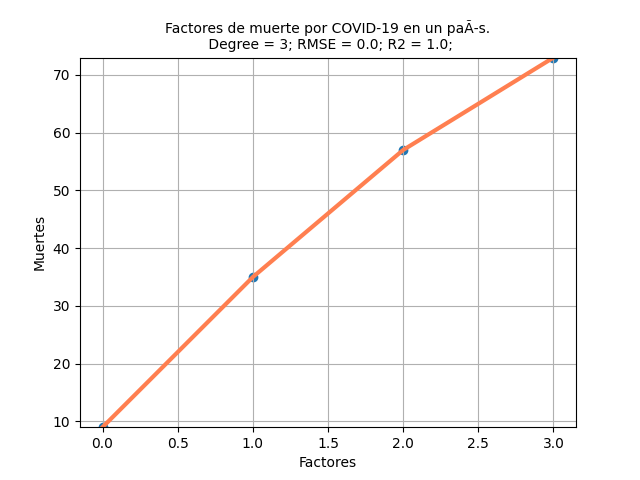 Factores de muerte por COVID-19 en un paÃ-s.
Degree = 3; RMSE = 0.0; R2 = 1.0;
70
60
50
40
30
20
10
Muertes
0.0 0.5 1.0 1.5 2.0 2.5 3.0
Factores